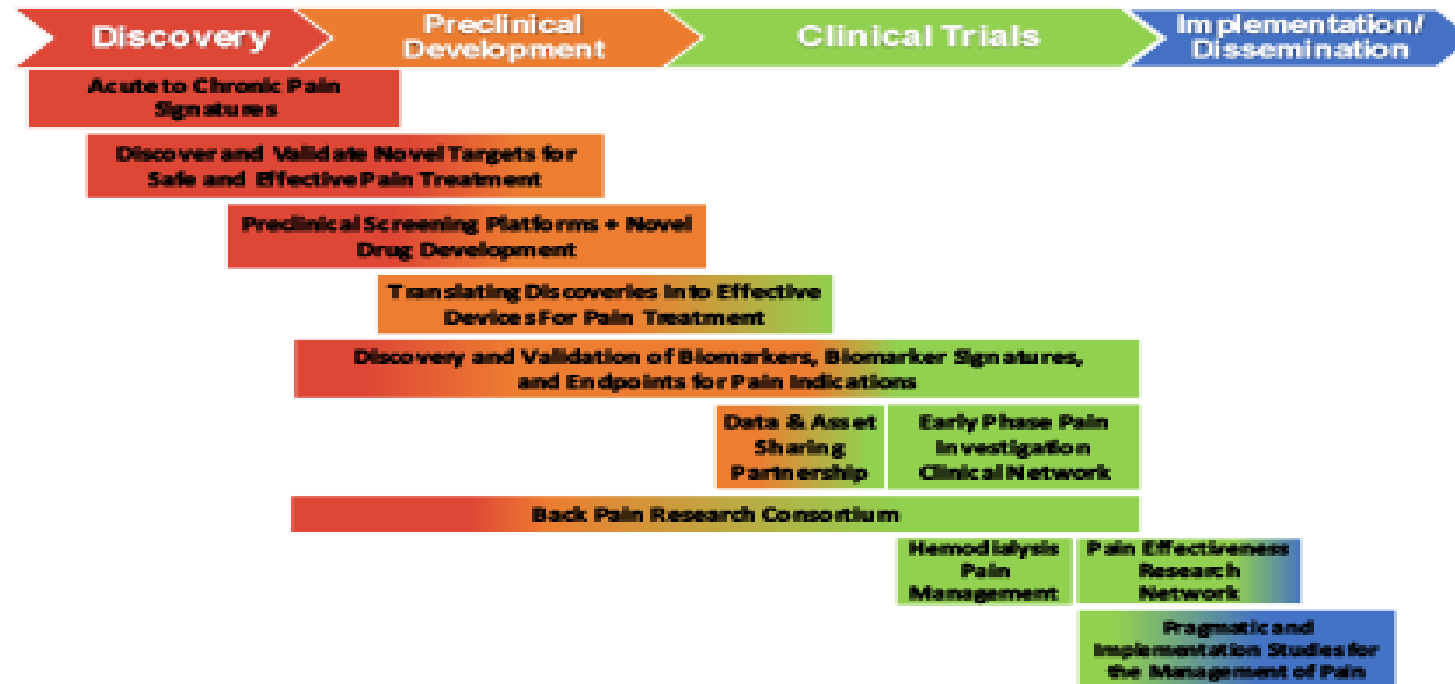 Discovery
Preclinical
Development
Clinical Trials
Implementation/
Dissemination
Acute to Chronic Pain
Signatures
Discover and Validate Novel Targets for
Safe and Effective Pain Treatment
Preclinical Screening Platforms + Novel
Drug Development
Translating Discoveries Into Effective
Devices For Pain Treatment
Discovery and Validation of Biomarkers, Biomarker Signatures,
and Endpoints for Pain Indications
Data & Asset
Sharing
Partnership
Early Phase Pain
Investigation
Clinical Network
Back Pain Research Consortium
Hemodialysis
Pain
Management
Pain Effectiveness
Research
Network
Pragmatic and
Implementation Studies for
the Management of Pain